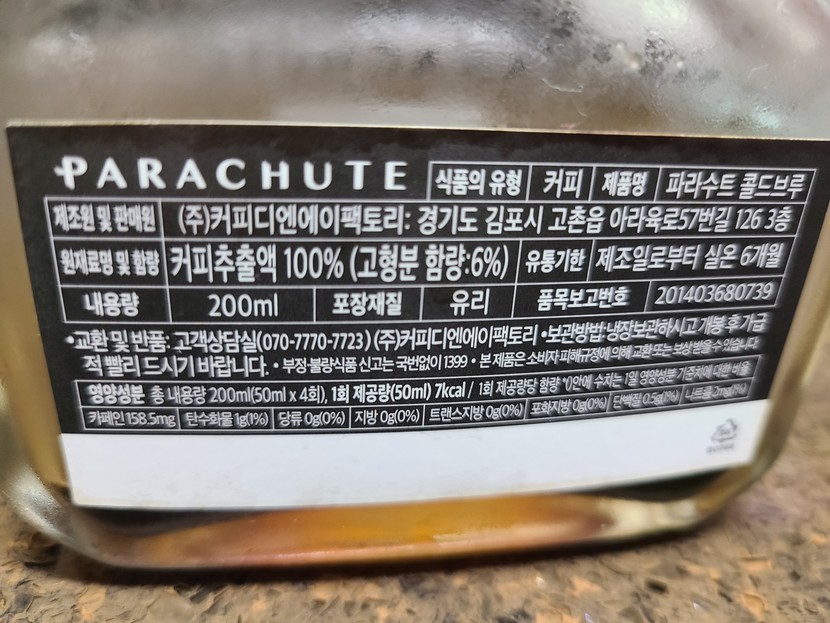 PARACHUTE 식품의 유형 커피 제품명 파라슈트 콜드브루
제조원 및 판매원 (주)커피디엔에이팩토리: 경기도 김포시 고촌읍 아라육로57번길 126 3층
원재료명 및 함량 커피추출액 100% (고형분 함량:6%) 유통기한 제조일로부터 실온 6개월
내용량 200ml 포장재질 유리 품목보고번호 201403680739
•교환 및 반품: 고객상담실(070-7770-7723) (주)커피디엔에이팩토리 •보관방법:냉장보관하시고 개봉 후 가급
적 빨리 드시기 바랍니다. • 부정·불량식품 신고는 국번없이 1399 • 본 제품은 소비자 피해규정에 의해 교환 또는 보상 받을 수 있습니다.
영양성분 총 내용량 200ml(50ml x 4회), 1회 제공량(50ml) 7kcal / 1회 제공량당 함량 *()안에 수치는 1일 영양성분 기준치에 대한 비율
카페인 158.5mg 탄수화물 1g(1%) 당류 0g(0%) 지방 0g(0%) 트랜스지방 0g(0%) 포화지방 0g(0%) 단백질 0.5g(1%) 나트륨 2mg(1%)